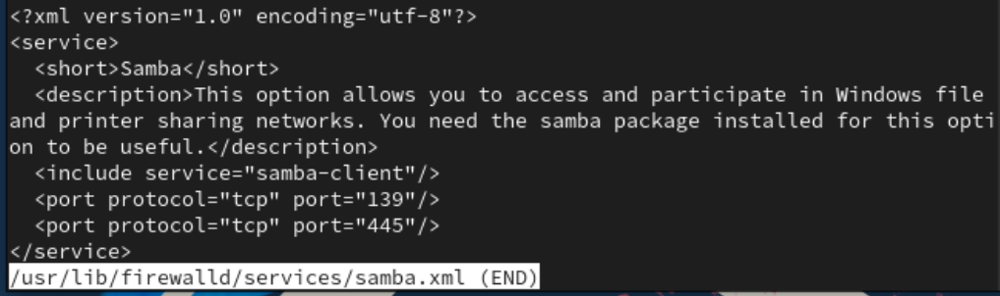 <?xml version="1.0" encoding="utf-8"?>
<service>
  <short>Samba</short>
  <description>This option allows you to access and participate in Windows file
and printer sharing networks. You need the samba package installed for this opti
on to be useful.</description>
  <include service="samba-client"/>
  <port protocol="tcp" port="139"/>
  <port protocol="tcp" port="445"/>
</service>
/usr/lib/firewalld/services/samba.xml (END)